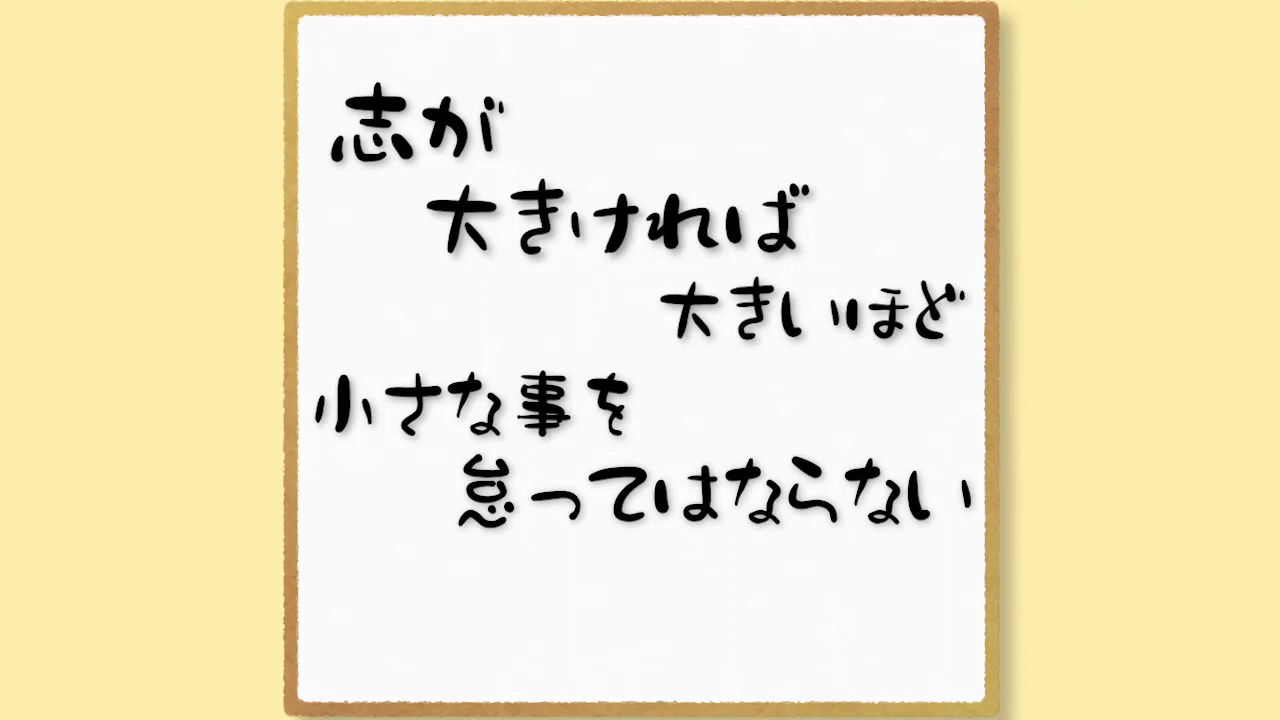 志が
大きければ
大きいほど
小さな事を
怠ってはならない